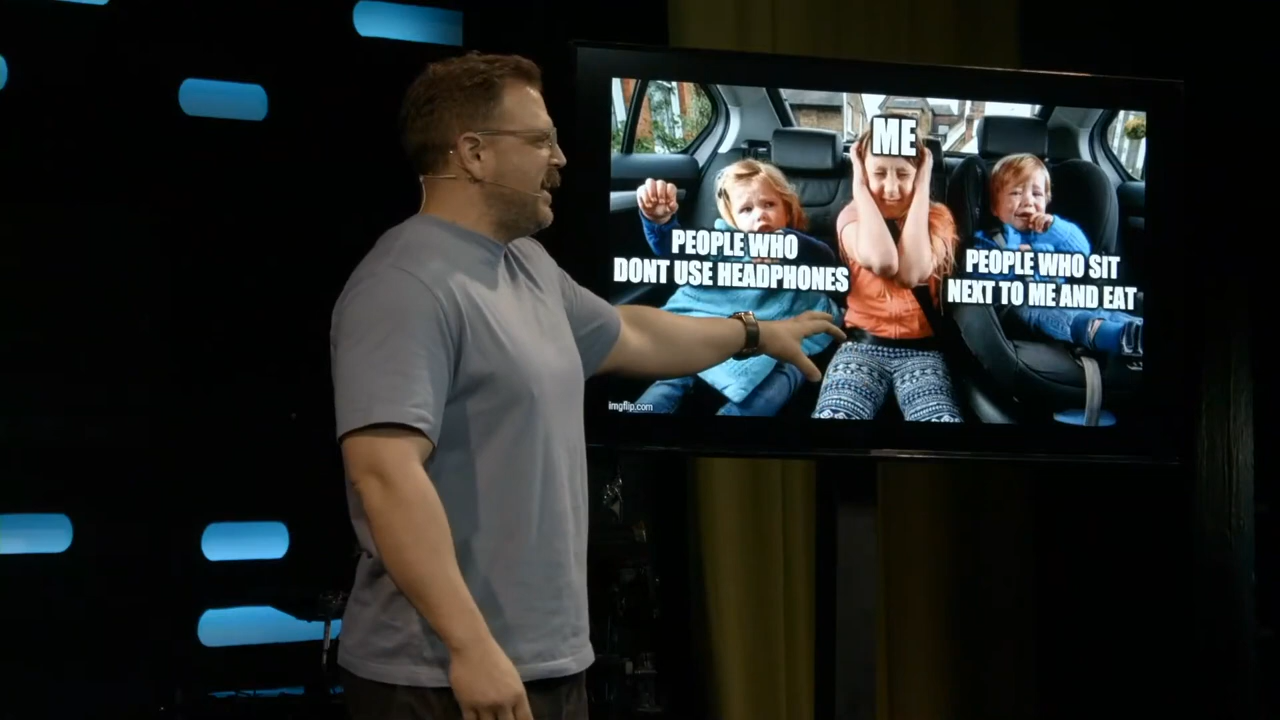 ME
PEOPLE WHO
DONT USE HEADPHONES
PEOPLE WHO SIT
NEXT TO ME AND EAT
imgflip.com